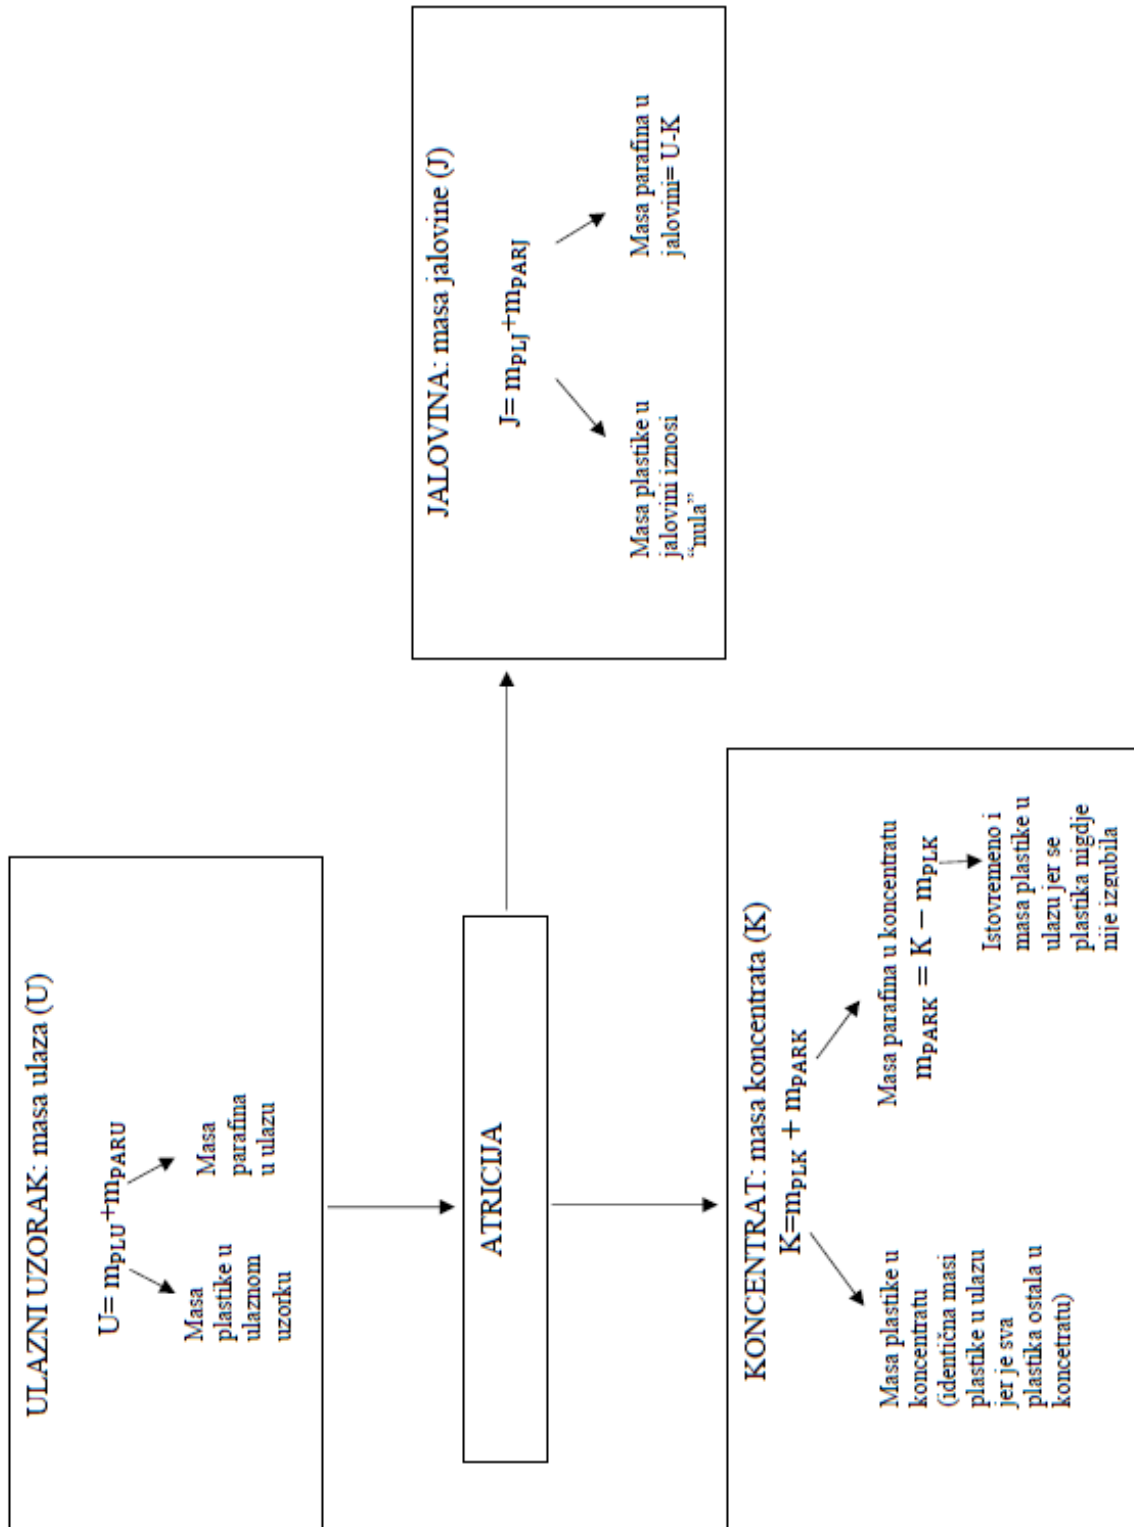 ULAZNI UZORAK: masa ulaza (U)
U= mPLU+mPARU
Masa
plastike u
ulaznom
uzorku
Masa
parafina
u ulazu
ATRICIJA
JALOVINA: masa jalovine (J)
J= mPLJ+mPARJ
Masa plastike u
jalovini iznosi
“nula”
Masa parafina u
jalovini= U-K
KONCENTRAT: masa koncentrata (K)
K=mPLK + mPARK
Masa plastike u
koncentratu
(identična masi
plastike u ulazu
jer je sva
plastika ostala u
koncetratu)
Masa parafina u koncentratu
mPARK = K − mPLK
Istovremeno i
masa plastike u
ulazu jer se
plastika nigdje
nije izgubila